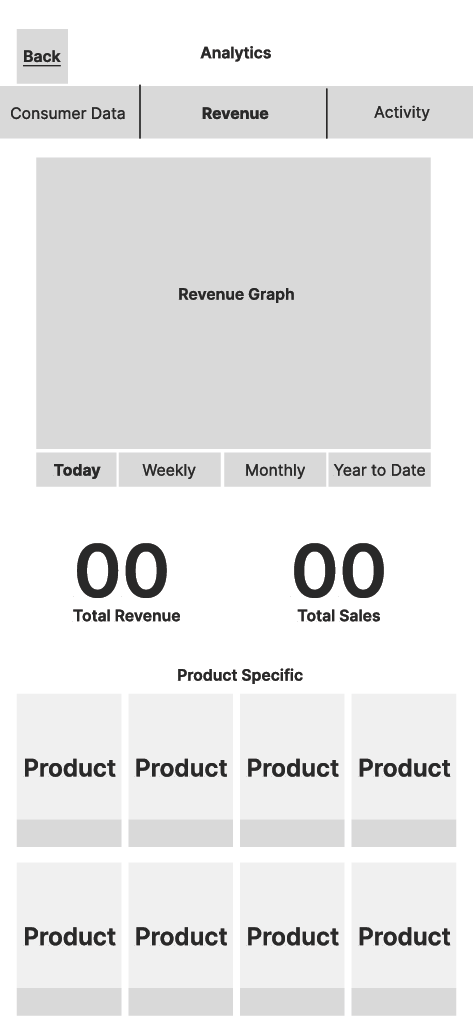 Back
Analytics
Consumer Data
Revenue
Activity
Revenue Graph
Today
Weekly
Monthly
Year to Date
00
00
Total Revenue
Total Sales
Product Specific
Product
Product
Product
Product
Product
Product
Product
Product